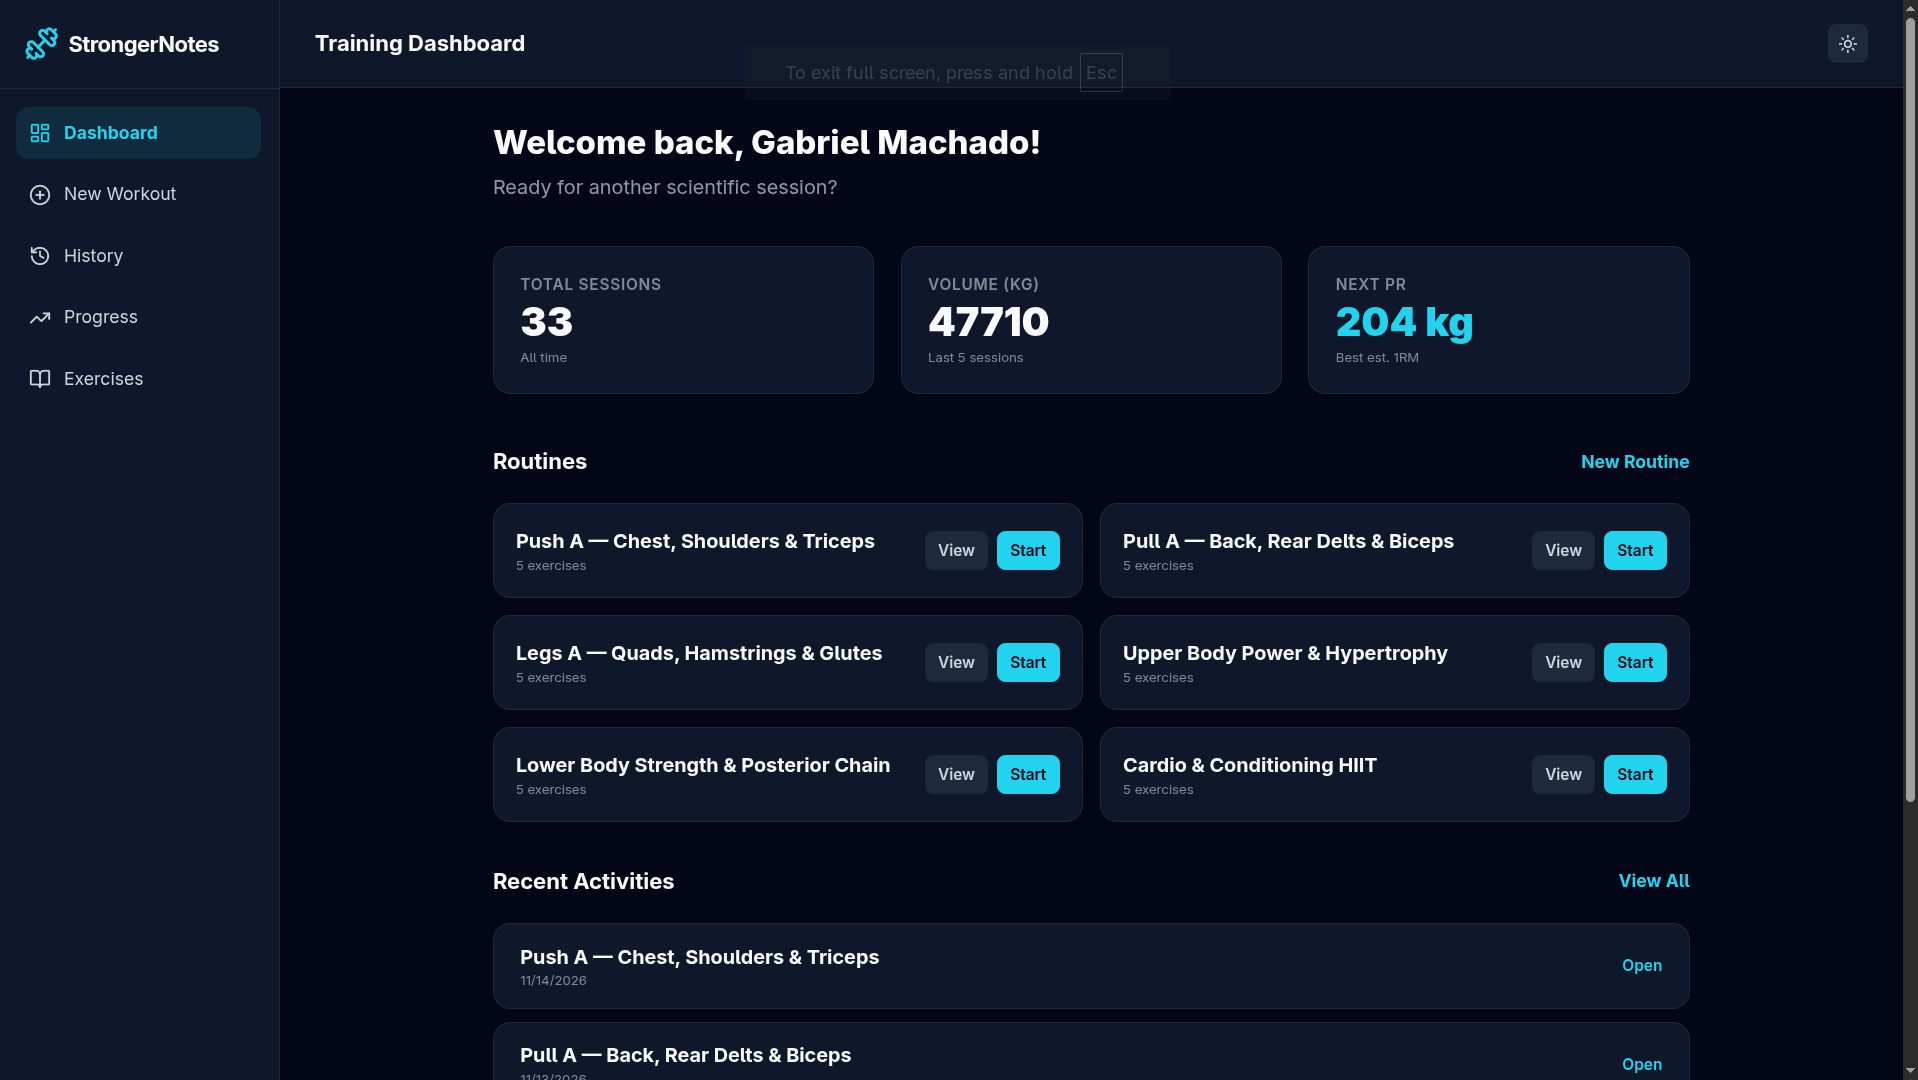 StrongerNotes
Dashboard
New Workout
History
Progress
Exercises
Training Dashboard
To exit full screen, press and hold Esc
Welcome back, Gabriel Machado!
Ready for another scientific session?
TOTAL SESSIONS
33
All time
VOLUME (KG)
47710
Last 5 sessions
NEXT PR
204 kg
Best est. 1RM
Routines
New Routine
Push A — Chest, Shoulders & Triceps
5 exercises
View
Start
Pull A — Back, Rear Delts & Biceps
5 exercises
View
Start
Legs A — Quads, Hamstrings & Glutes
5 exercises
View
Start
Upper Body Power & Hypertrophy
5 exercises
View
Start
Lower Body Strength & Posterior Chain
5 exercises
View
Start
Cardio & Conditioning HIIT
5 exercises
View
Start
Recent Activities
View All
Push A — Chest, Shoulders & Triceps
11/14/2026
Open
Pull A — Back, Rear Delts & Biceps
11/13/2026
Open